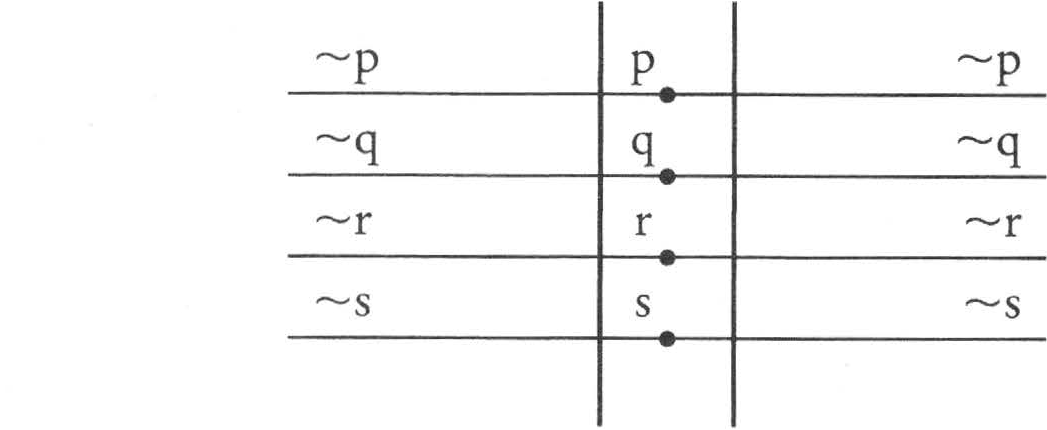 ~p p ~p
~q q ~q
~r r ~r
~s s ~s